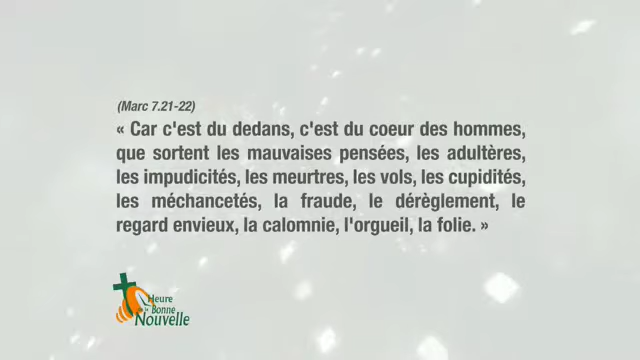 (Marc 7.21-22)
« Car c'est du dedans, c'est du coeur des hommes,
que sortent les mauvaises pensées, les adultères,
les impudicités, les meurtres, les vols, les cupidités,
les méchancetés, la fraude, le dérèglement, le
regard envieux, la calomnie, l'orgueil, la folie. »
Heure
la Bonne
Nouvelle